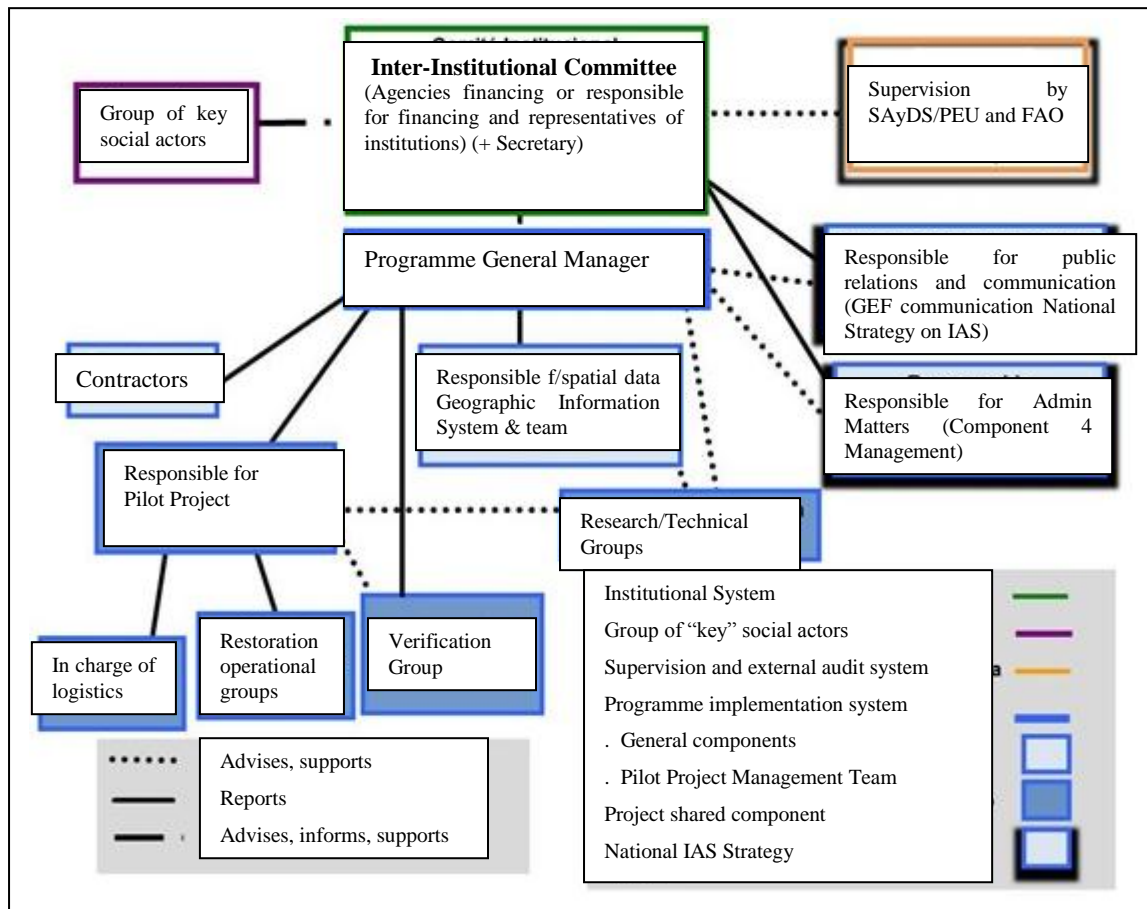 Inter-Institutional Committee
(Agencies financing or responsible
for financing and representatives of
institutions) (+ Secretary)
Group of key
social actors
Supervision by
SAyDS/PEU and FAO
Programme General Manager
Responsible for public
relations and communication
(GEF communication National
Strategy on IAS)
Contractors
Responsible f/spatial data
Geographic Information
System & team
Responsible for Admin
Matters (Component 4
Management)
Responsible for
Pilot Project
Research/Technical
Groups
In charge of
logistics
Restoration
operational
groups
Verification
Group
Advises, supports
Reports
Advises, informs, supports
Institutional System
Group of “key” social actors
Supervision and external audit system
Programme implementation system
. General components
. Pilot Project Management Team
Project shared component
National IAS Strategy